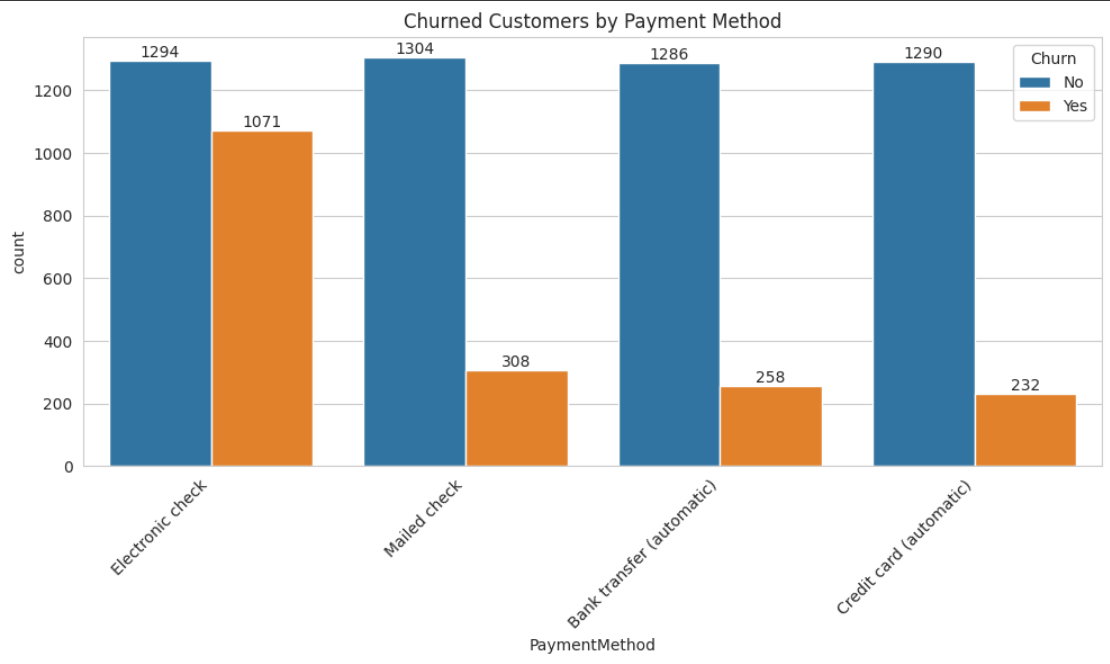 Churned Customers by Payment Method
Churn
No
Yes
count
1200
1000
800
600
400
200
0
1294
1071
1304
308
1286
258
1290
232
Electronic check
Mailed check
Bank transfer (automatic)
Credit card (automatic)
PaymentMethod